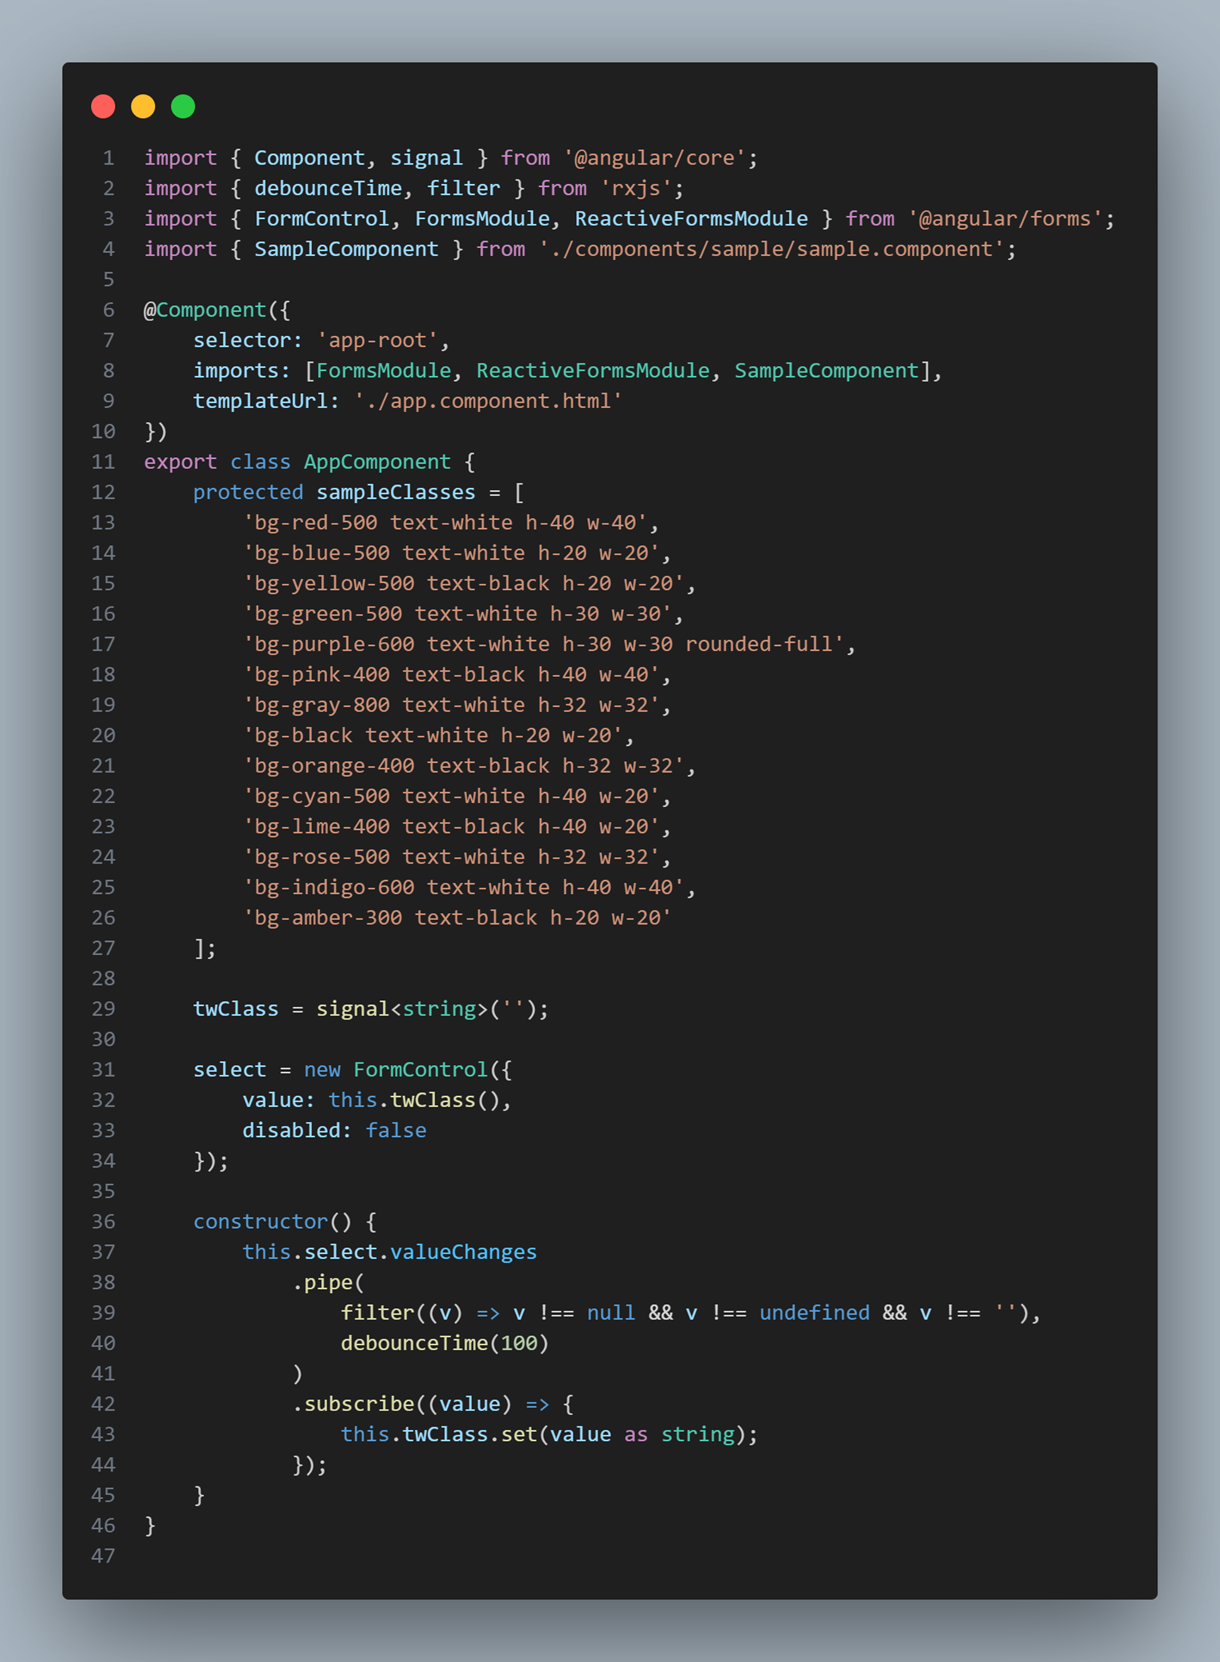 1 import { Component, signal } from '@angular/core';
2 import { debounceTime, filter } from 'rxjs';
3 import { FormControl, FormsModule, ReactiveFormsModule } from '@angular/forms';
4 import { SampleComponent } from './components/sample/sample.component';
5
6 @Component({
7     selector: 'app-root',
8     imports: [FormsModule, ReactiveFormsModule, SampleComponent],
9     templateUrl: './app.component.html'
10 })
11 export class AppComponent {
12     protected sampleClasses = [
13         'bg-red-500 text-white h-40 w-40',
14         'bg-blue-500 text-white h-20 w-20',
15         'bg-yellow-500 text-black h-20 w-20',
16         'bg-green-500 text-white h-30 w-30',
17         'bg-purple-600 text-white h-30 w-30 rounded-full',
18         'bg-pink-400 text-black h-40 w-40',
19         'bg-gray-800 text-white h-32 w-32',
20         'bg-black text-white h-20 w-20',
21         'bg-orange-400 text-black h-32 w-32',
22         'bg-cyan-500 text-white h-40 w-20',
23         'bg-lime-400 text-black h-40 w-20',
24         'bg-rose-500 text-white h-32 w-32',
25         'bg-indigo-600 text-white h-40 w-40',
26         'bg-amber-300 text-black h-20 w-20'
27     ];
28
29     twClass = signal<string>('');
30
31     select = new FormControl({
32         value: this.twClass(),
33         disabled: false
34     });
35
36     constructor() {
37         this.select.valueChanges
38             .pipe(
39                 filter((v) => v !== null && v !== undefined && v !== ''),
40                 debounceTime(100)
41             )
42             .subscribe((value) => {
43                 this.twClass.set(value as string);
44             });
45     }
46 }
47